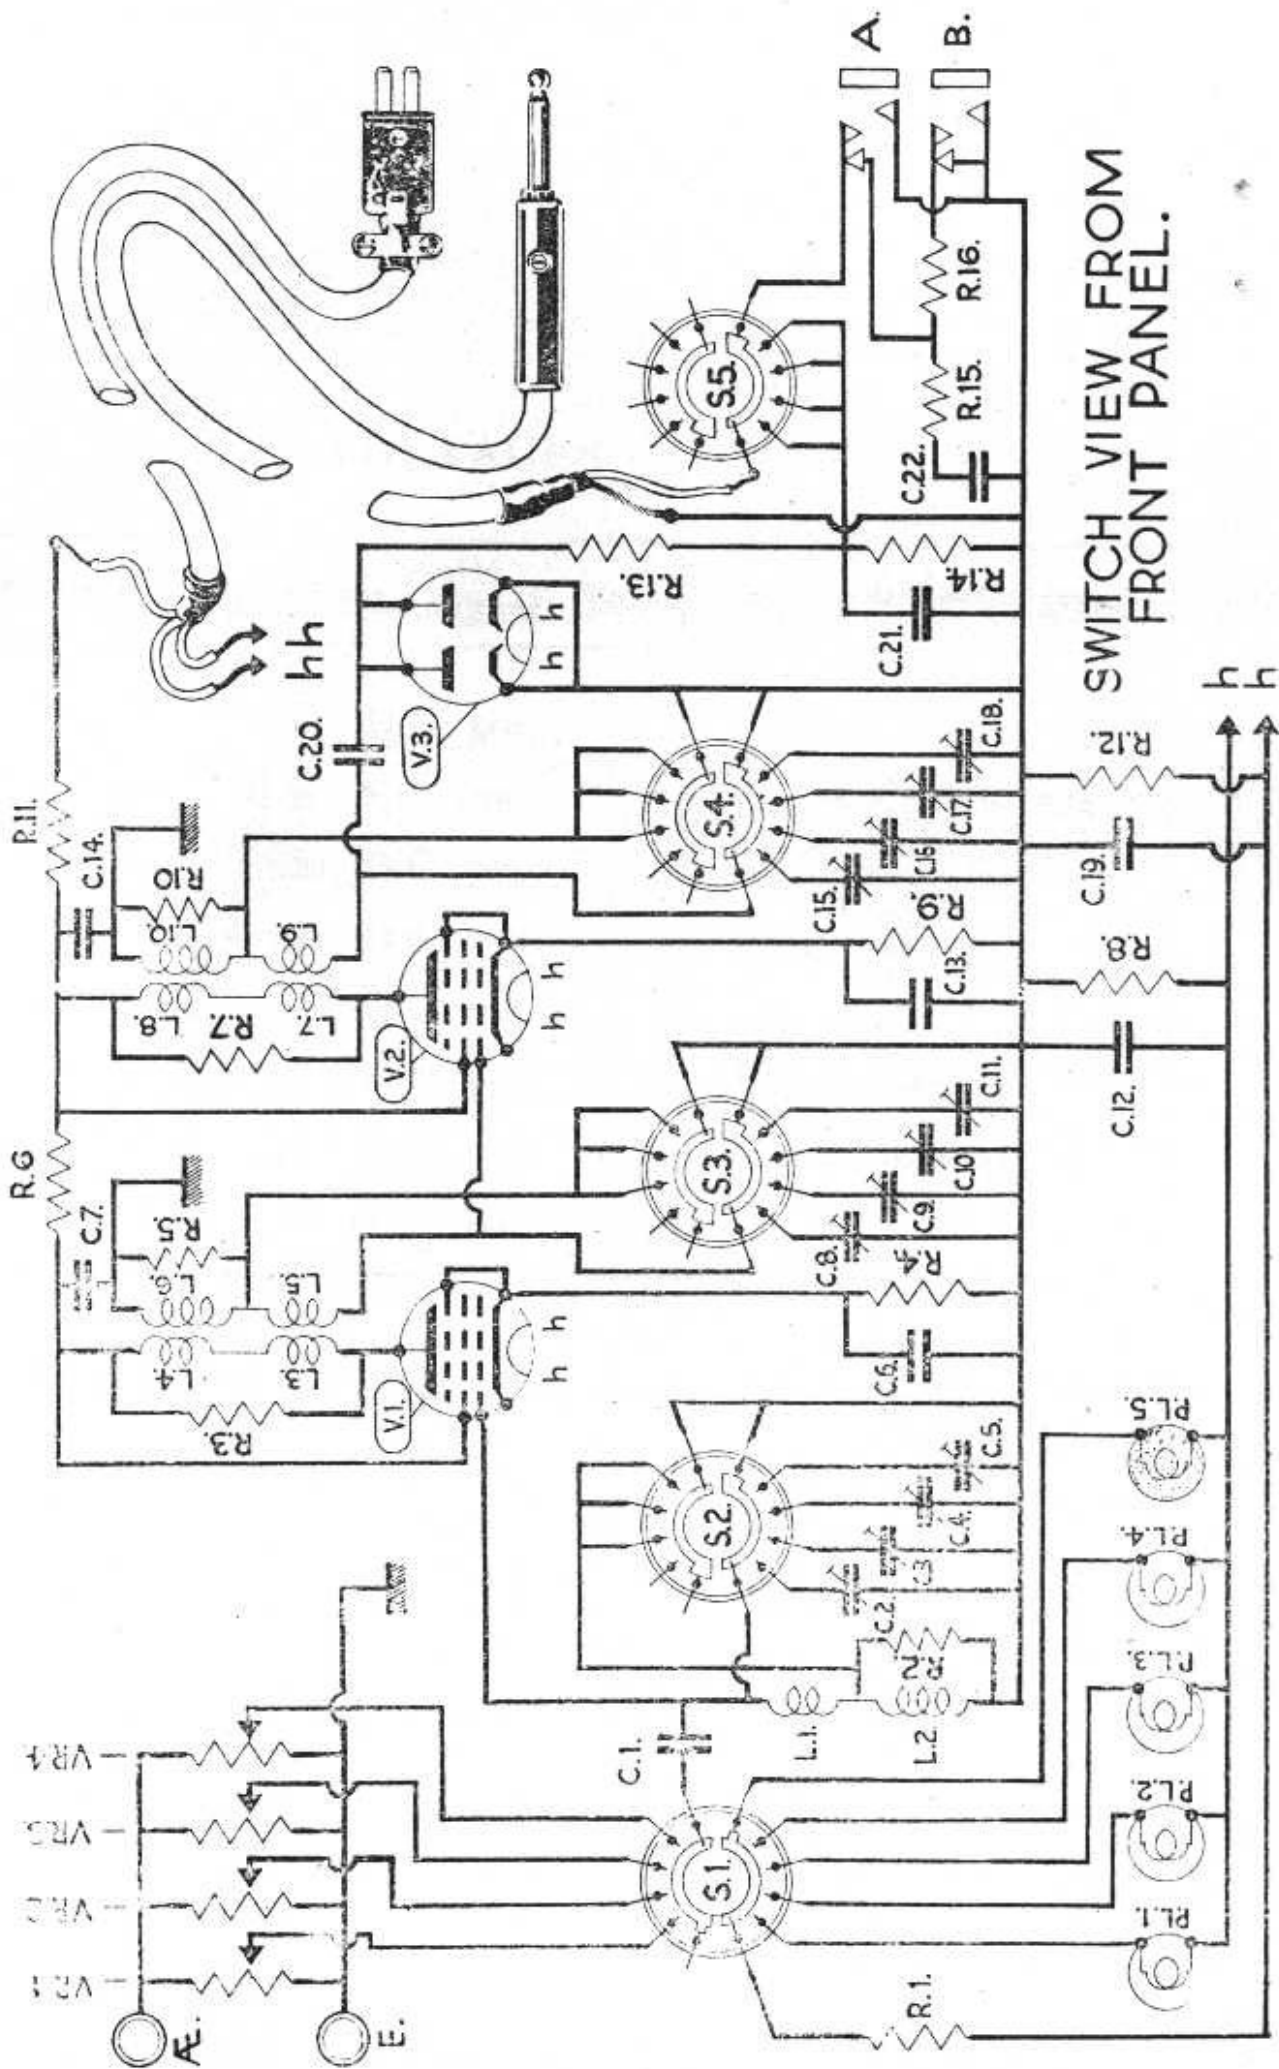 Æ.
E.
VR.1
VR.2
VR.3
VR4
R.3.
L.4.
L.3.
L.6.
L.5.
R.5.
C.7.
R.6
L.8.
L.7.
R.7.
L.10.
L.9.
R.10
C.14.
R.11.
h h
C.20.
V.1.
h h
V.2.
h h
V.3.
h h
R.13.
C.1.
S.1.
S.2.
S.3.
S.4.
S.5.
L.1.
L.2.
R.2
C.2.
C.3
C.4.
C.5.
C.6.
R.4
C.8.
C.9.
C.10
C.11.
C.13.
R.9.
C.15.
C.16
C.17.
C.18.
C.21.
R.14.
C.22.
R.15.
R.16.
A.
B.
R.1.
P.L.1.
P.L.2.
P.L.3.
P.L.4.
P.L.5.
C.12.
R.8.
C.19.
R.12.
h
h
SWITCH VIEW FROM
FRONT PANEL.